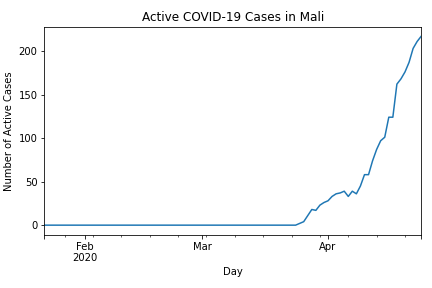 Active COVID-19 Cases in Mali
Number of Active Cases
200
150
100
50
0
Feb
2020
Mar
Apr
Day